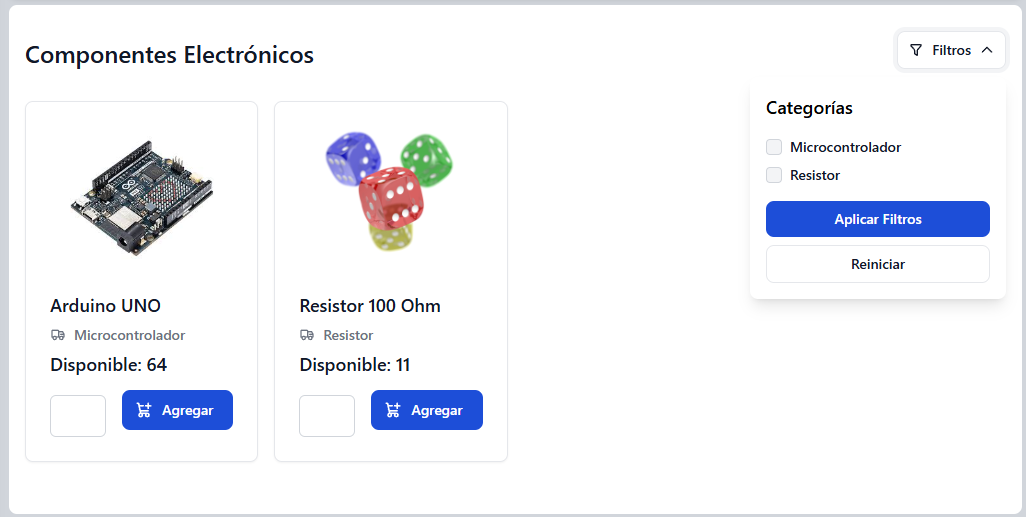 Componentes Electrónicos
Filtros
Categorías
Microcontrolador
Resistor
Aplicar Filtros
Reiniciar
Arduino UNO
Microcontrolador
Disponible: 64
Agregar
Resistor 100 Ohm
Resistor
Disponible: 11
Agregar